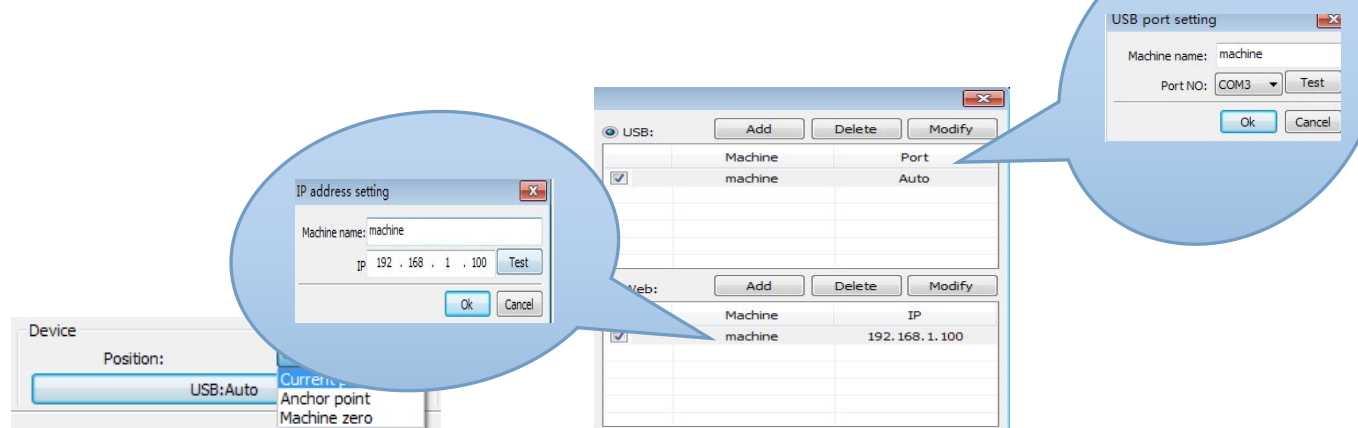 USB port setting
Machine name: machine
Port NO: COM3 Test
Ok Cancel
USB: Add Delete Modify
Machine Port
machine Auto
IP address setting
Machine name: machine
IP 192 . 168 . 1 . 100 Test
Ok Cancel
Web: Add Delete Modify
Machine IP
machine 192.168.1.100
Device
Position:
USB:Auto
Current
Anchor point
Machine zero